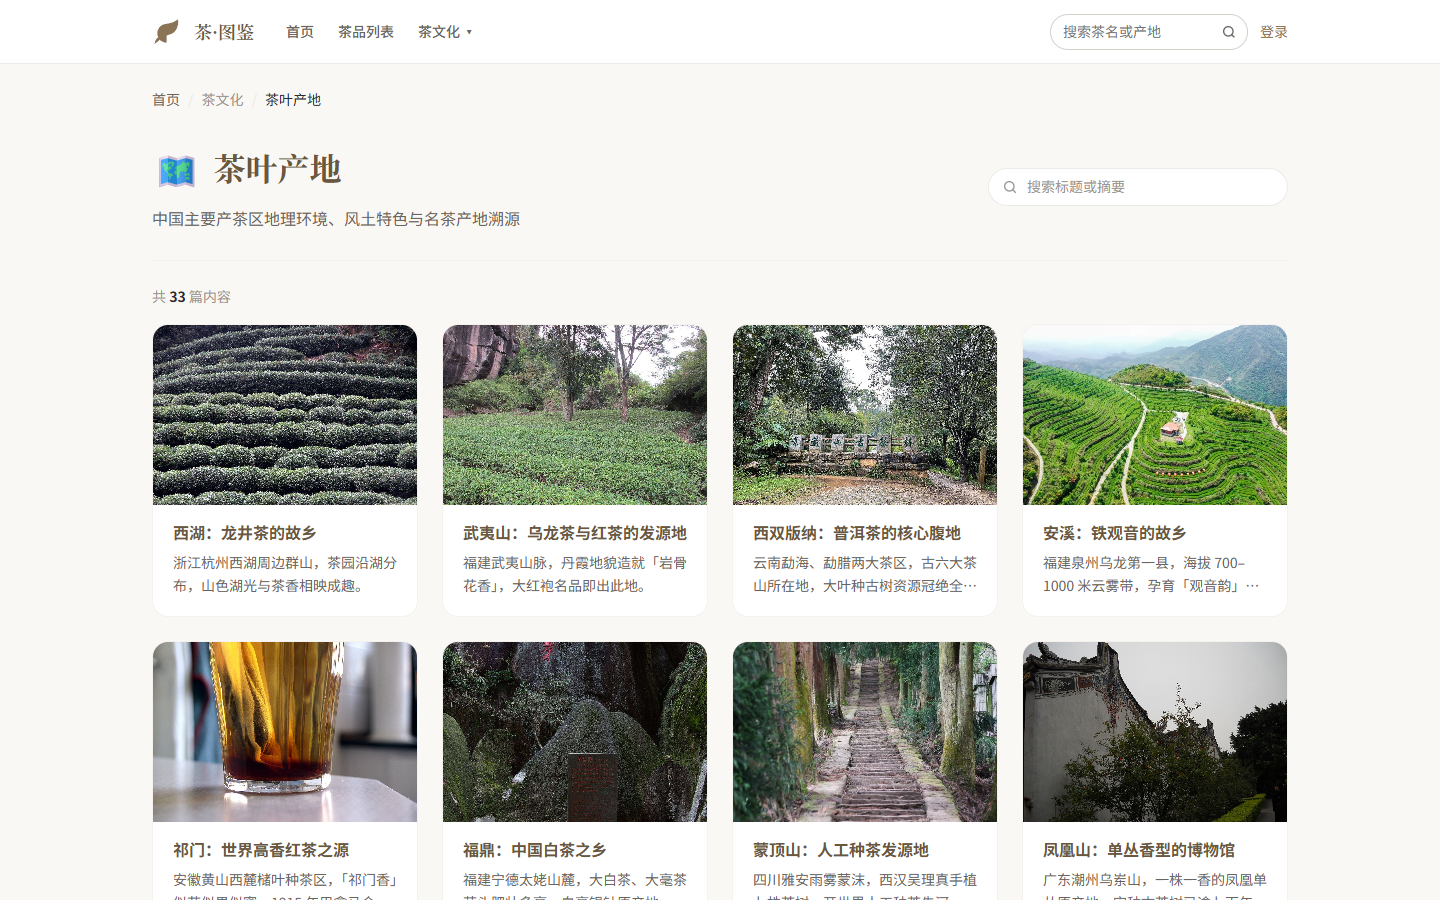 茶·图鉴
首页
茶品列表
茶文化 ▾
搜索茶名或产地
登录
首页 / 茶文化 / 茶叶产地
茶叶产地
中国主要产茶区地理环境、风土特色与名茶产地溯源
搜索标题或摘要
共 33 篇内容
西湖：龙井茶的故乡
浙江杭州西湖周边群山，茶园沿湖分
布，山色湖光与茶香相映成趣。
武夷山：乌龙茶与红茶的发源地
福建武夷山脉，丹霞地貌造就「岩骨
花香」，大红袍名品即出此地。
西双版纳：普洱茶的核心腹地
云南勐海、勐腊两大茶区，古六大茶
山所在地，大叶种古树资源冠绝全…
安溪：铁观音的故乡
福建泉州乌龙第一县，海拔 700–
1000 米云雾带，孕育「观音韵」…
祁门：世界高香红茶之源
安徽黄山西麓槠叶种茶区，「祁门香」
福鼎：中国白茶之乡
福建宁德太姥山麓，大白茶、大毫茶
蒙顶山：人工种茶发源地
四川雅安雨雾蒙沫，西汉吴理真手植
凤凰山：单丛香型的博物馆
广东潮州乌岽山，一株一香的凤凰单